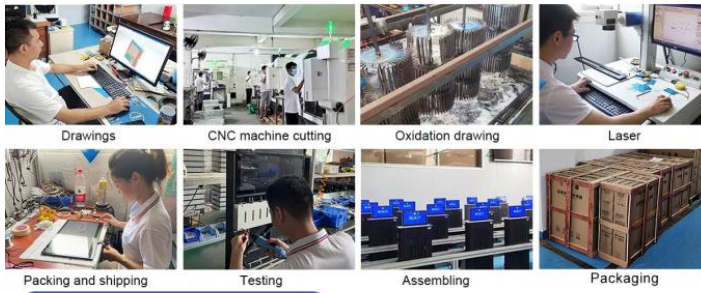 Drawings
CNC machine cutting
Oxidation drawing
Laser
Packing and shipping
Testing
Assembling
Packaging